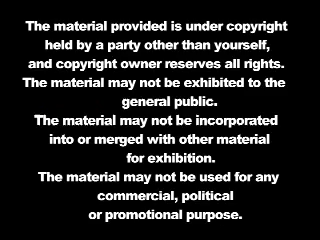 The material provided is under copyright
held by a party other than yourself,
and copyright owner reserves all rights.
The material may not be exhibited to the
general public.
The material may not be incorporated
into or merged with other material
for exhibition.
The material may not be used for any
commercial, political
or promotional purpose.